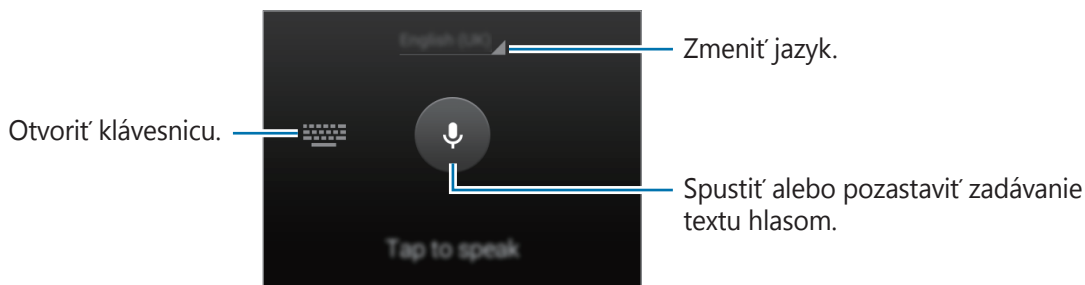 English (UK)
Zmeniť jazyk.
Otvoriť klávesnicu.
Spustiť alebo pozastaviť zadávanie
textu hlasom.
Tap to speak